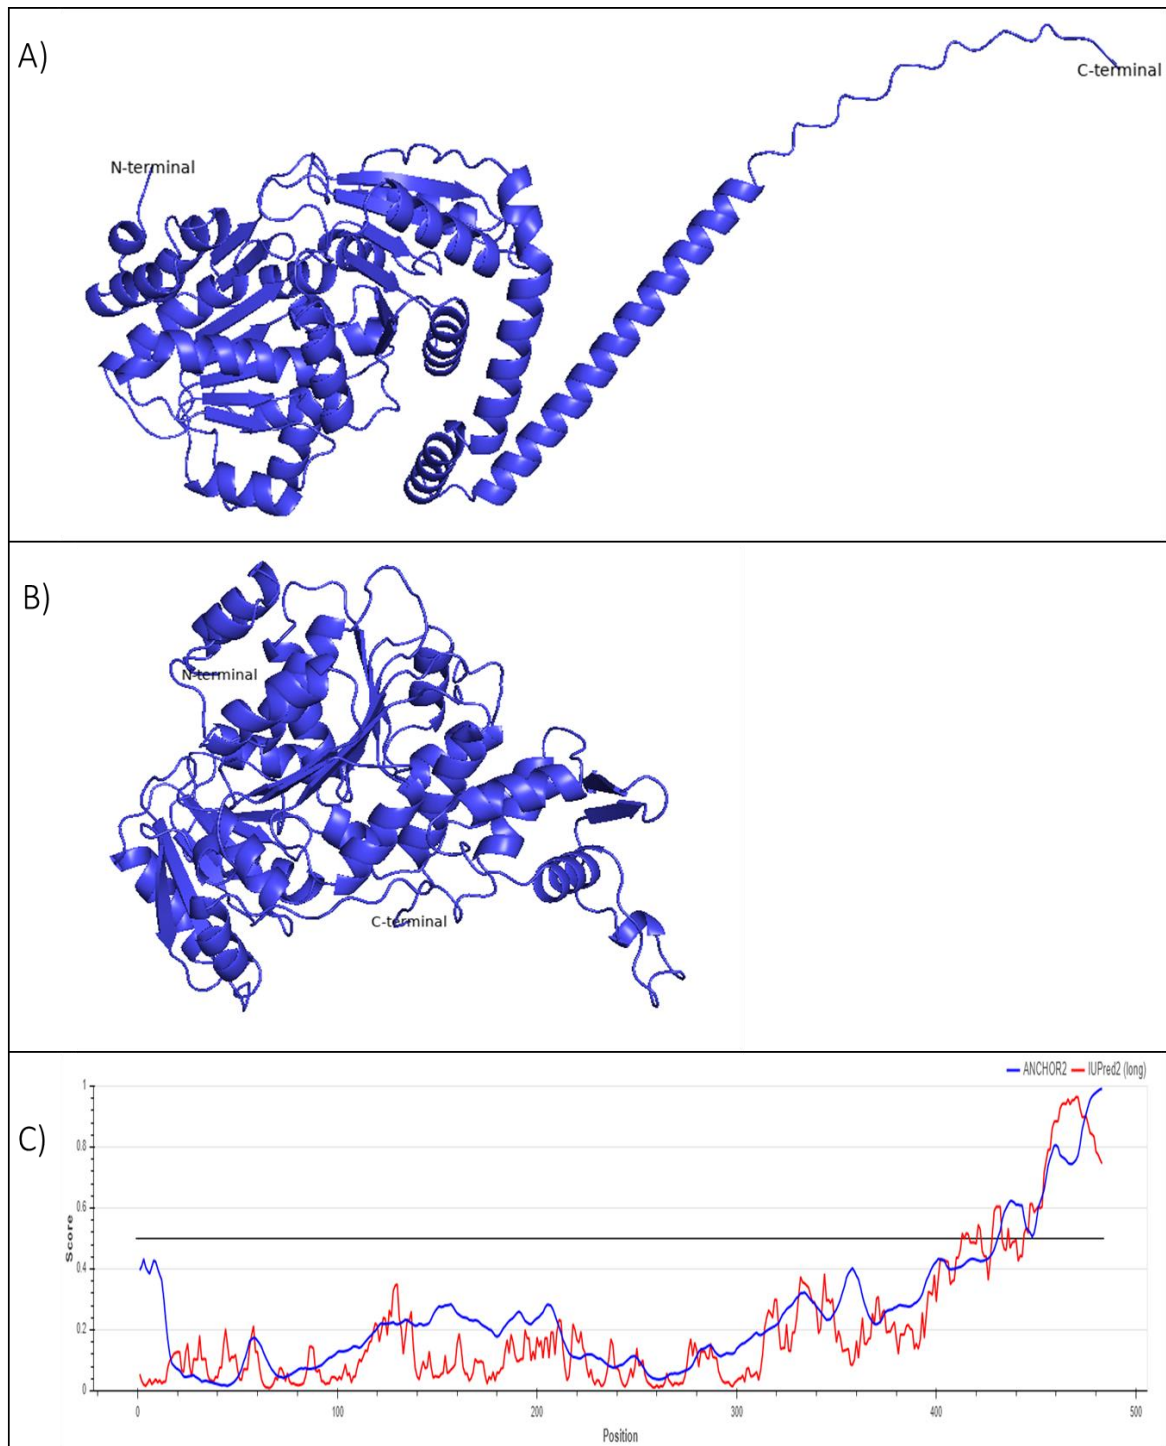 A)
C-terminal
N-terminal
B)
N-terminal
C-terminal
ANCHOR2 IUPred2 (long)
C)
1
0.8
0.6
0.4
0.2
0
Score
0 100 200 300 400 500
Position